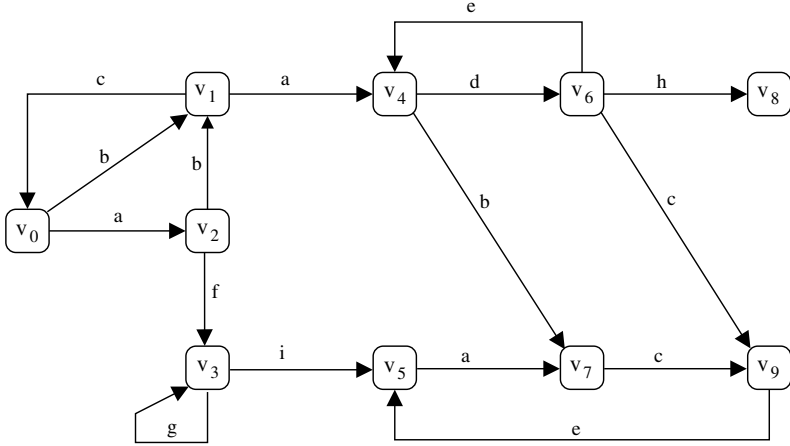 e
c v1 a v4 d v6 h v8
b b b c
v0 a v2
f
v3 i v5 a v7 c v9
g e